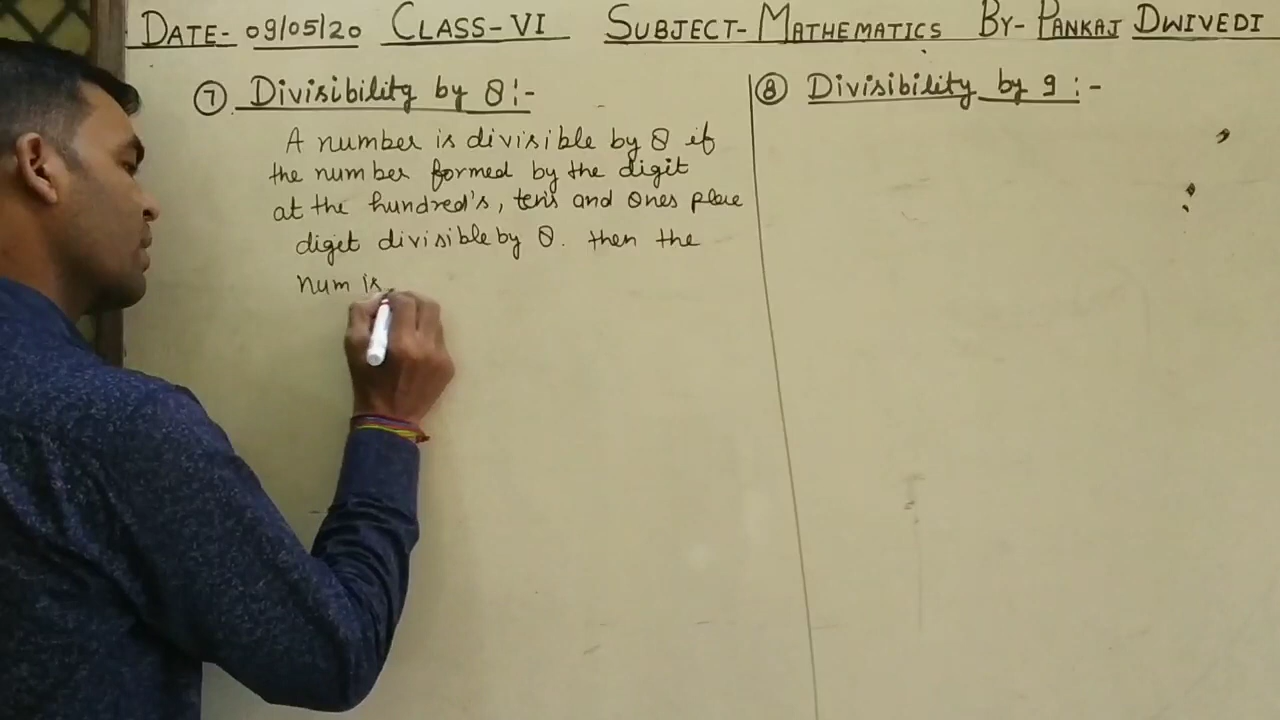 DATE- 09/05/20 CLASS-VI SUBJECT- MATHEMATICS BY- PANKAJ DWIVEDI
⑦ Divisibility by 8:-
A number is divisible by 8 if
the number formed by the digit
at the hundred's, ten's and Ones place
digit divisible by 8. then the
num is
⑧ Divisibility by 9:-